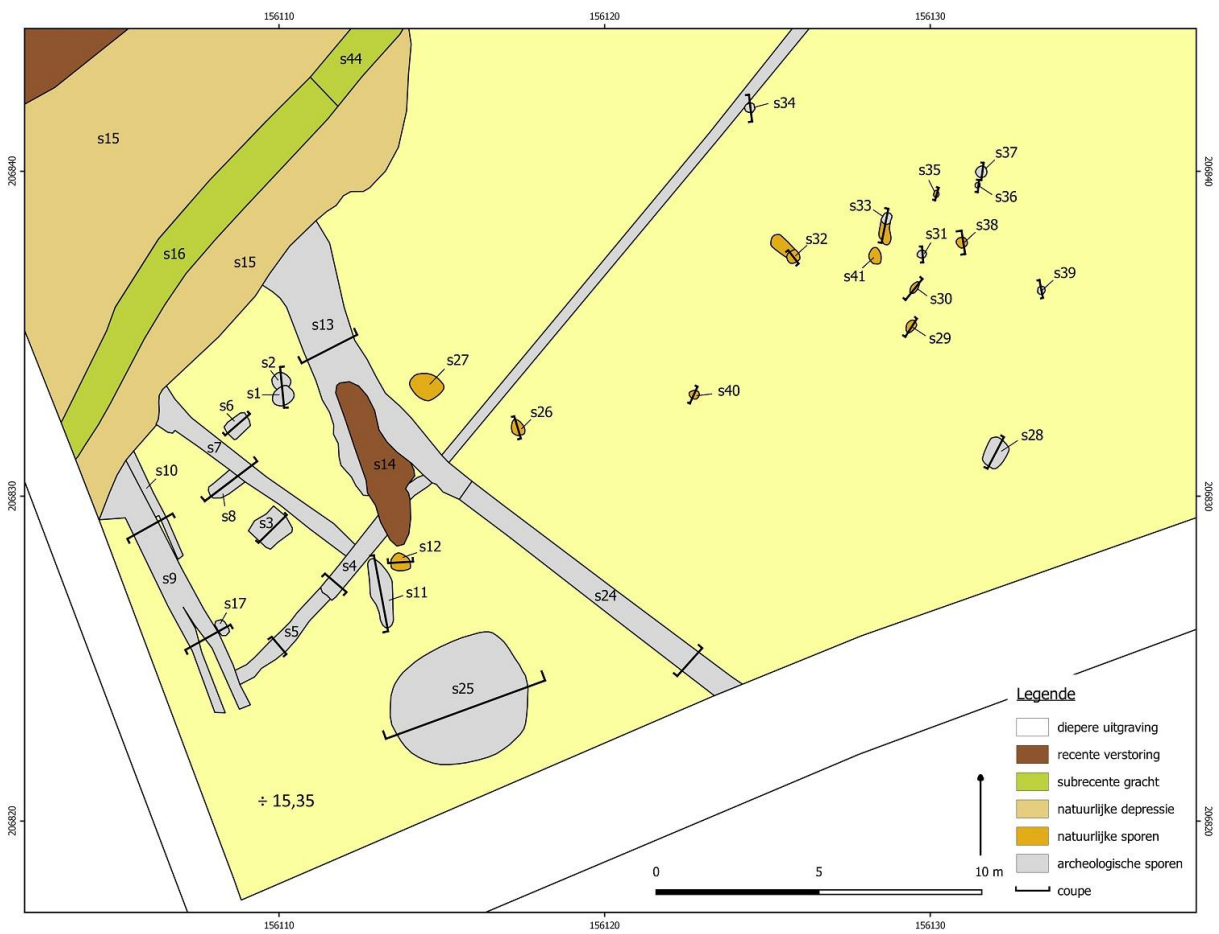 156110 156120 156130
s44
s34
s15
s37
206840 206840
s35
s36
s33
s38
s32
s31
s16
s15
s41
s39
s30
s13
s29
s2
s27
s1
s40
s6
s26
s28
s7
s14
s10
206830 206830
s8
s3
s12
s4
s9
s11
s24
s17
s5
s25
Legende
diepere uitgraving
recente verstoring
subrecente gracht
÷ 15,35
natuurlijke depressie
206820 206820
natuurlijke sporen
archeologische sporen
0 5 10 m
coupe
156110 156120 156130